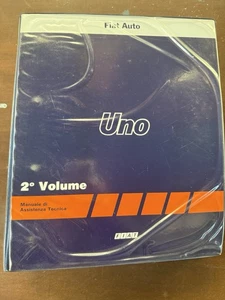 Fiat Auto
Uno
2° Volume
Manuale di
Assistenza Tecnica
FIAT